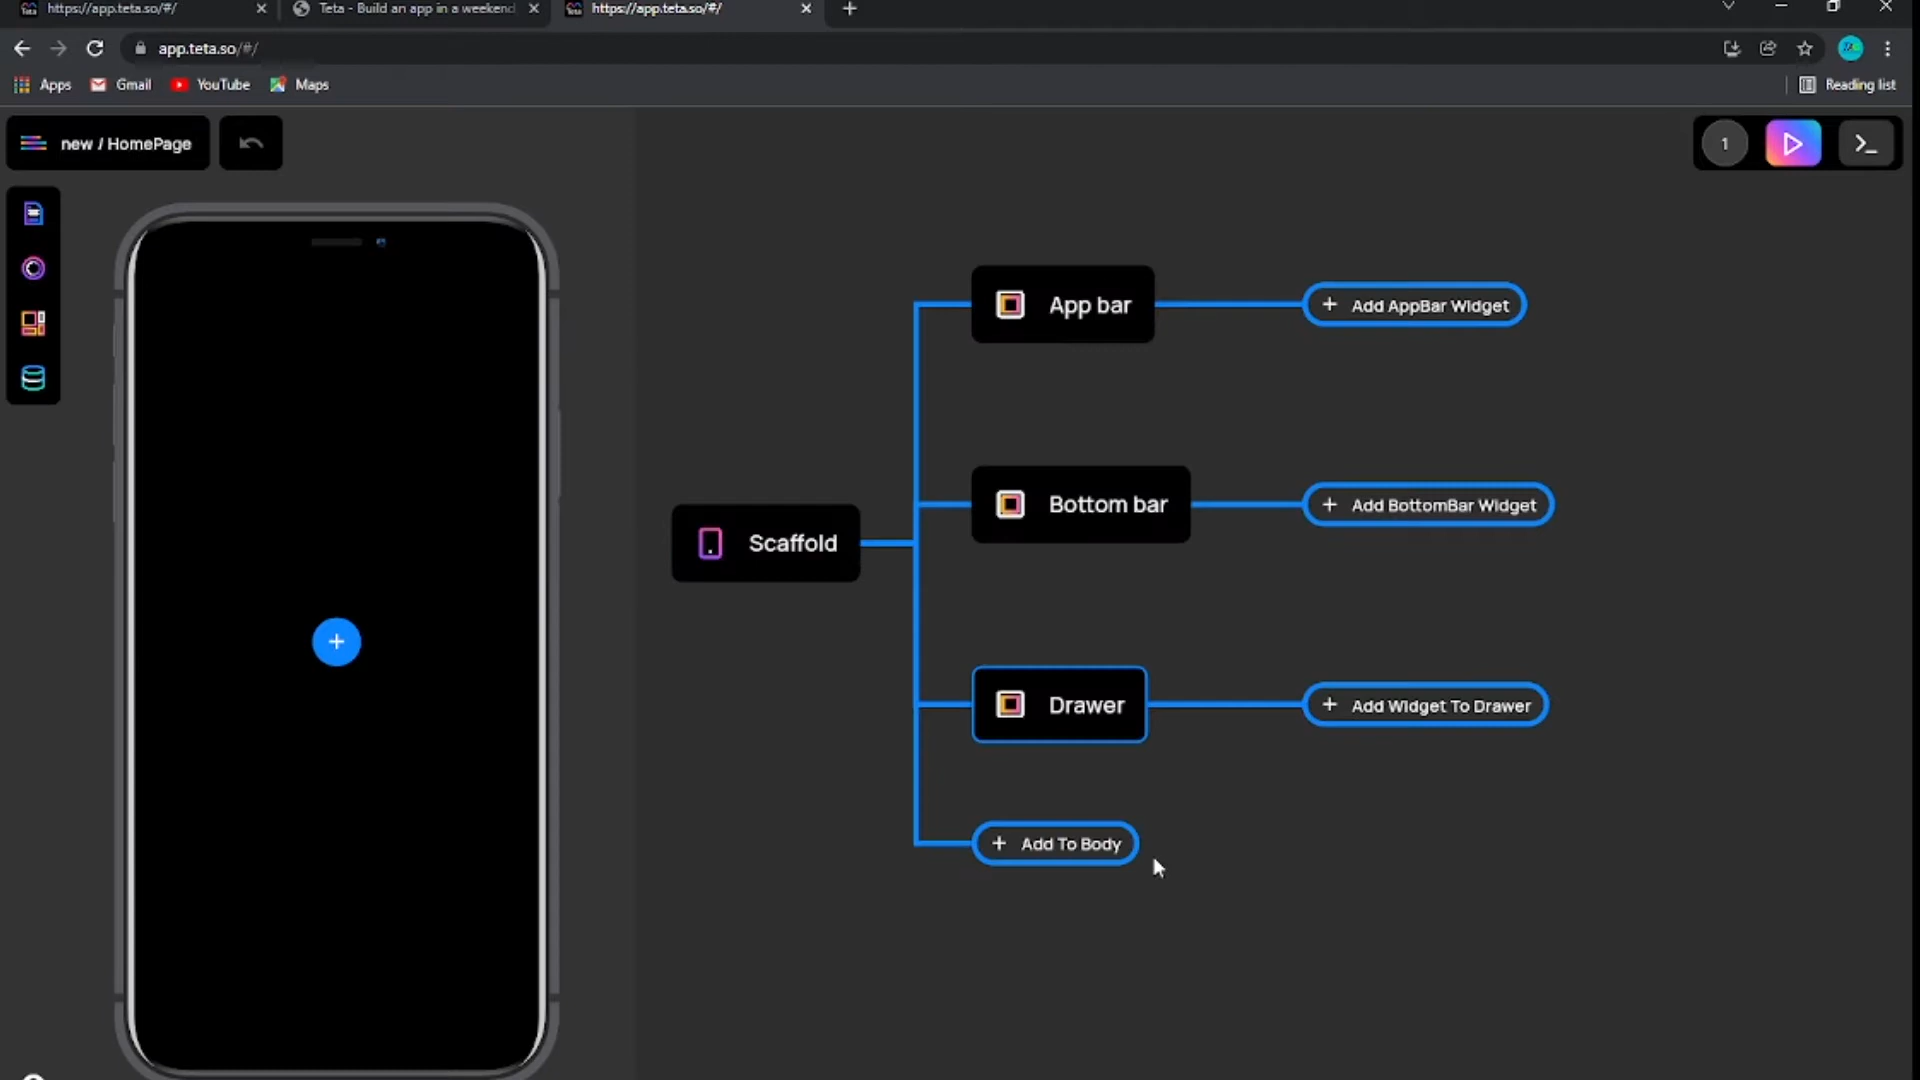 https://app.teta.so/#/
Teta - Build an app in a weekend
https://app.teta.so/#/
app.teta.so/#/
Apps
Gmail
YouTube
Maps
Reading list
new / HomePage
1
App bar
+ Add AppBar Widget
Bottom bar
+ Add BottomBar Widget
Scaffold
Drawer
+ Add Widget To Drawer
+ Add To Body